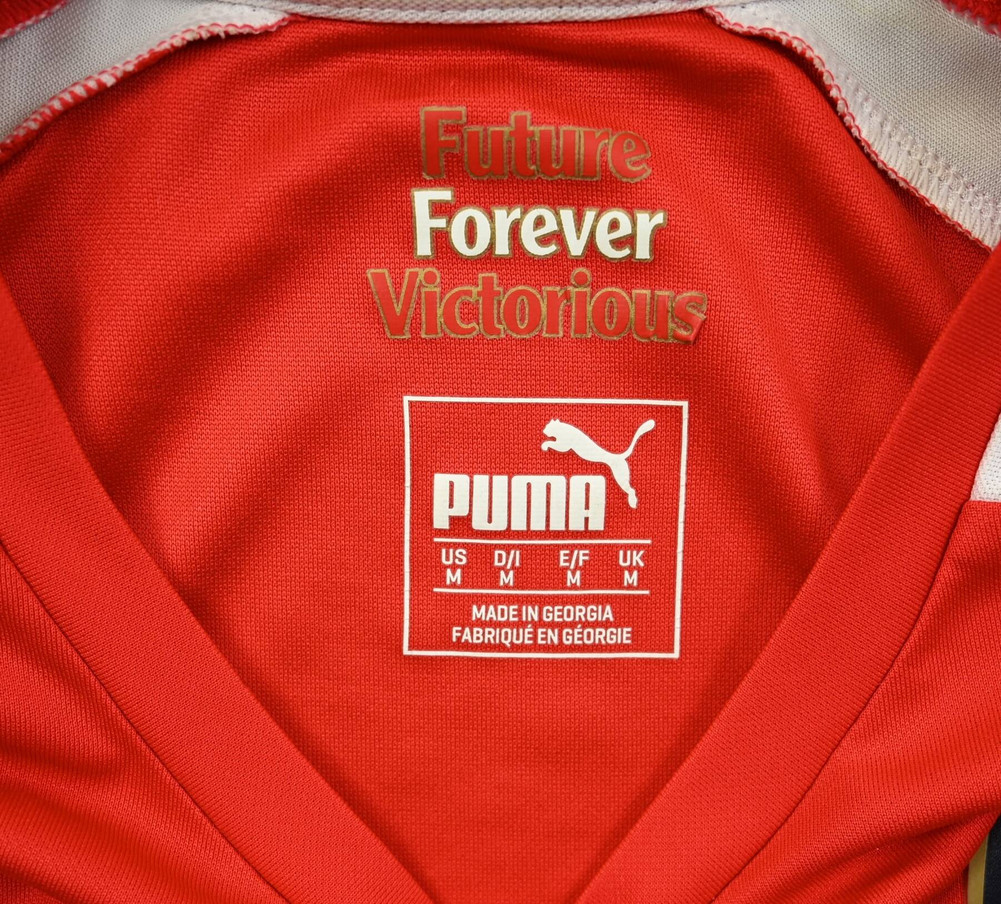 Future
Forever
Victorious
PUMA
US D/I E/F UK
M M M M
MADE IN GEORGIA
FABRIQUÉ EN GÉORGIE